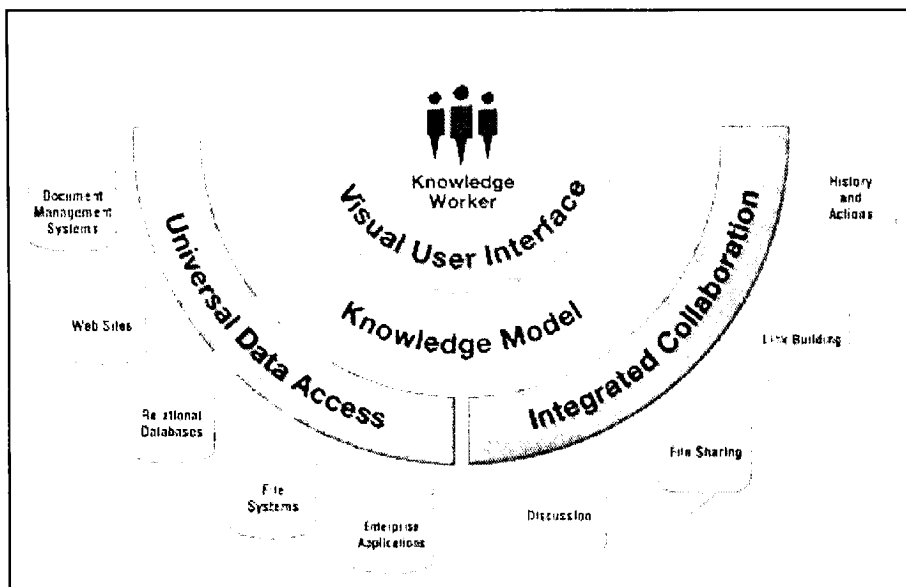 Knowledge
Worker
Visual User Interface
Knowledge Model
Universal Data Access
Integrated Collaboration
Document
Management
Systems
Web Sites
Relational
Databases
File
Systems
Enterprise
Applications
Discussion
File Sharing
Link Building
History
and
Actions